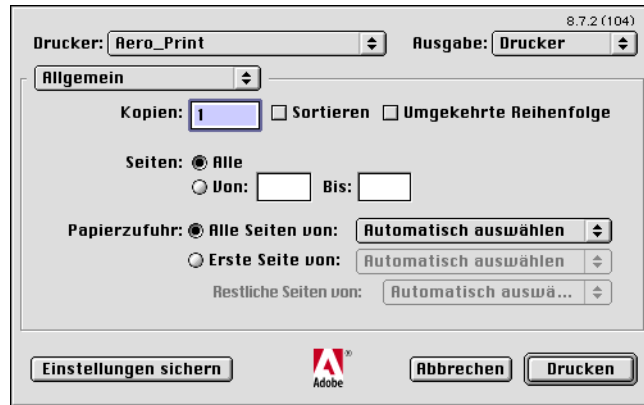 8.7.2 (104)
Drucker: Aero_Print Ausgabe: Drucker
Allgemein
Kopien: 1 Sortieren Umgekehrte Reihenfolge
Seiten: Alle
Von: Bis:
Papierzufuhr: Alle Seiten von: Automatisch auswählen
Erste Seite von: Automatisch auswählen
Restliche Seiten von: Automatisch auswä...
Einstellungen sichern Adobe ® Abbrechen Drucken